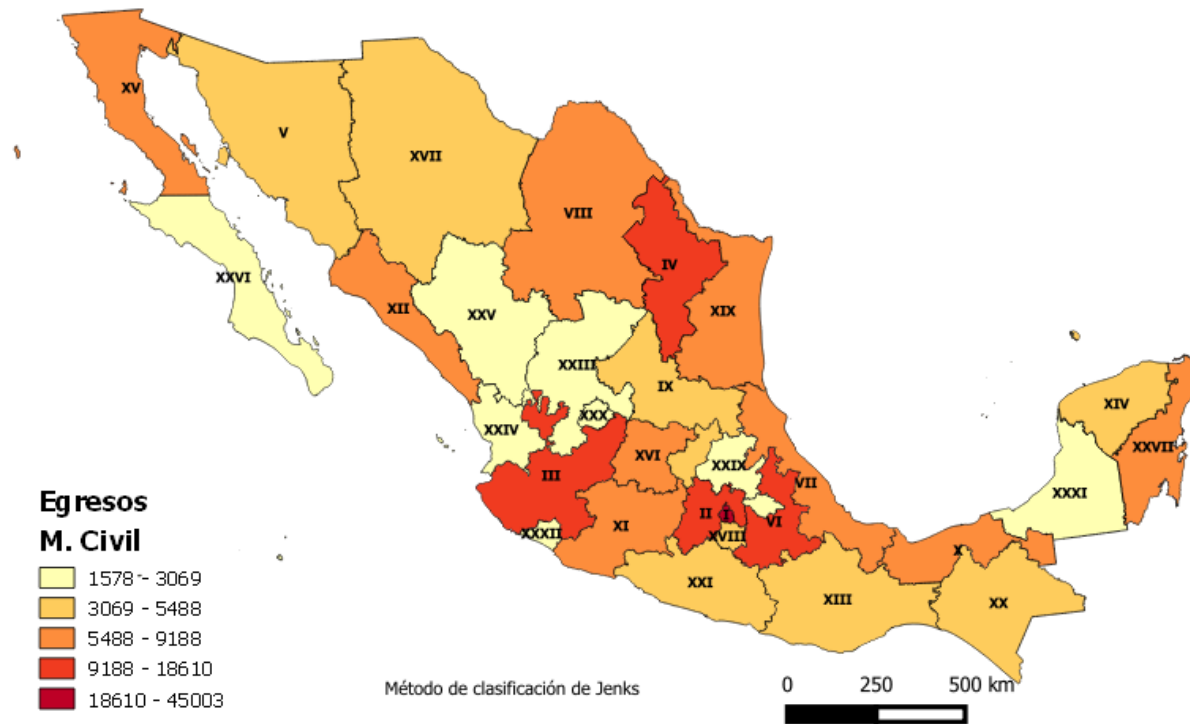 XV
V
XVII
VIII
XXVI
IV
XII
XIX
XXV
XXIII
IX
XIV
XXX
XXIV
XXVII
XVI
XXIX
III
VII
XXXI
II
I
VI
XI
XXXII
XVIII
X
XXI
XIII
XX
Egresos
M. Civil
1578 - 3069
3069 - 5488
5488 - 9188
9188 - 18610
18610 - 45003
Método de clasificación de Jenks
0 250 500 km